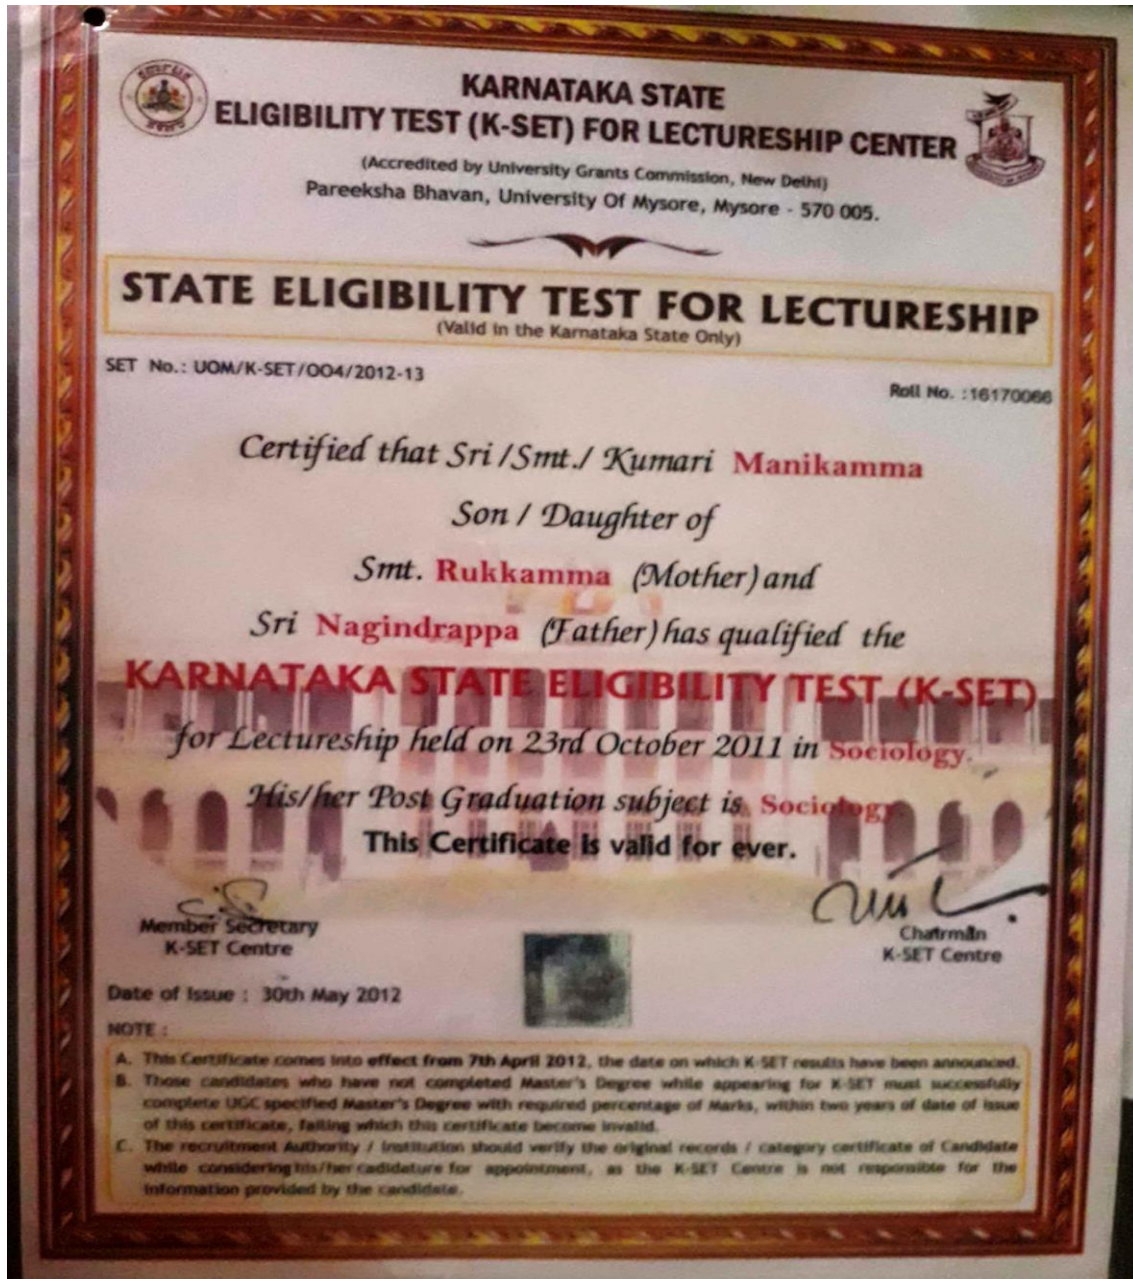 KARNATAKA STATE
ELIGIBILITY TEST (K-SET) FOR LECTURESHIP CENTER
(Accredited by University Grants Commission, New Delhi)
Pareeksha Bhavan, University Of Mysore, Mysore - 570 005.
STATE ELIGIBILITY TEST FOR LECTURESHIP
(Valid in the Karnataka State Only)
SET No.: UOM/K-SET/OO4/2012-13
Roll No. :16170066
Certified that Sri /Smt./ Kumari Manikamma
Son / Daughter of
Smt. Rukkamma (Mother) and
Sri Nagindrappa (Father) has qualified the
KARNATAKA STATE ELIGIBILITY TEST (K-SET)
for Lectureship held on 23rd October 2011 in Sociology.
His/her Post Graduation subject is Sociology.
This Certificate is valid for ever.
Member Secretary
K-SET Centre
Chairman
K-SET Centre
Date of Issue : 30th May 2012
NOTE :
A. This Certificate comes into effect from 7th April 2012, the date on which K-SET results have been announced.
B. Those candidates who have not completed Master's Degree while appearing for K-SET must successfully
complete UGC specified Master's Degree with required percentage of Marks, within two years of date of issue
of this certificate, failing which this certificate become invalid.
C. The recruitment Authority / Institution should verify the original records / category certificate of Candidate
while considering his/her cadidature for appointment, as the K-SET Centre is not responsible for the
information provided by the candidate.